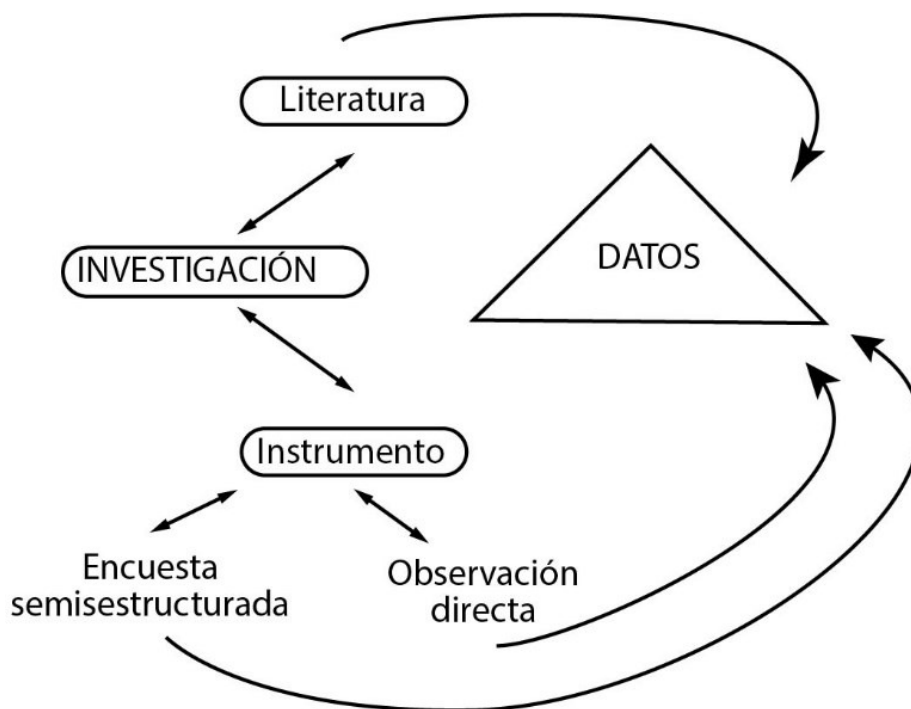 Literatura
INVESTIGACIÓN
DATOS
Instrumento
Encuesta
semisestructurada
Observación
directa